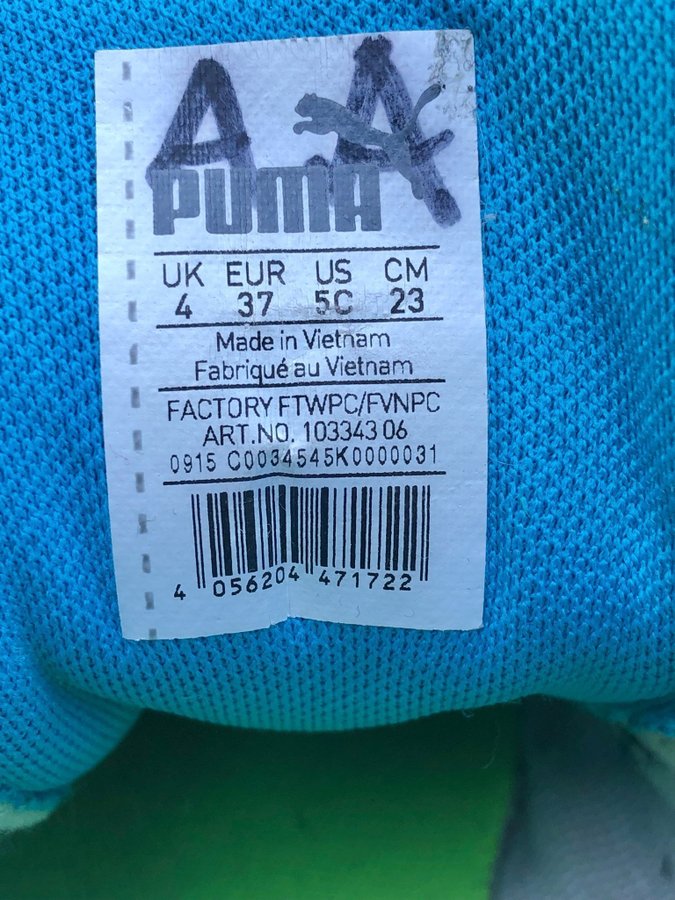 A.A
PUMA
UK EUR US CM
4 37 5C 23
Made in Vietnam
Fabriqué au Vietnam
FACTORY FTWPC/FVNPC
ART.NO. 103343 06
0915 C0034545K0000031
4 056204 471722